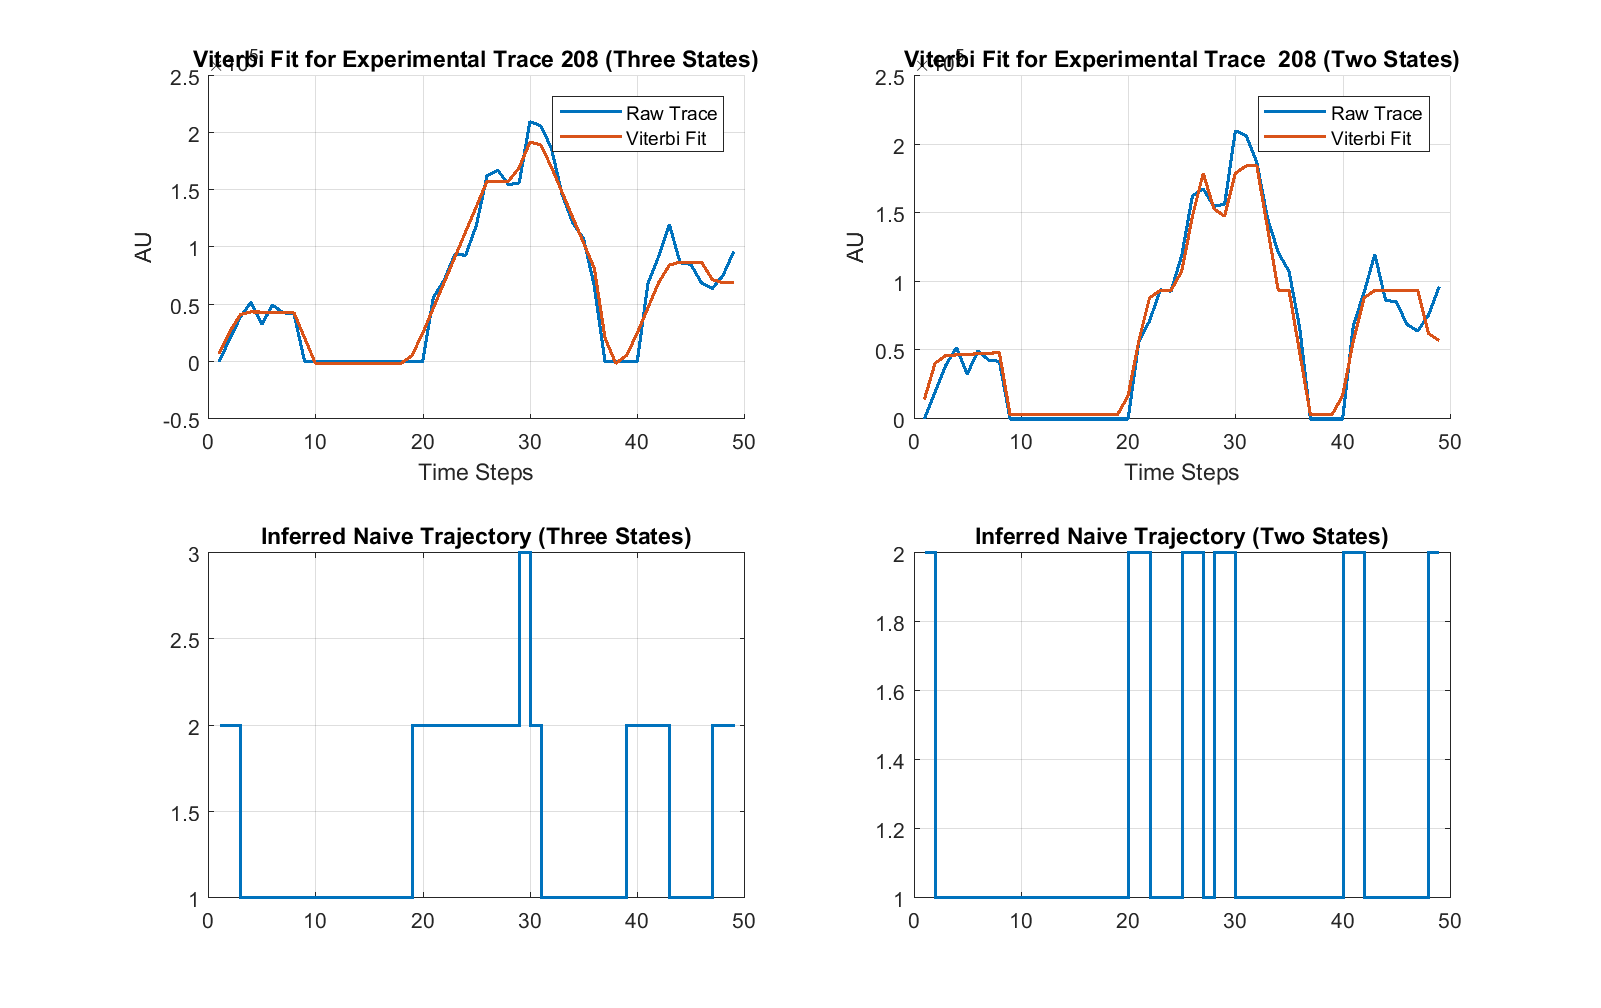 Viterbi Fit for Experimental Trace 208 (Three States)
×10^5
2.5
2
1.5
1
0.5
0
-0.5
AU
Raw Trace
Viterbi Fit
0 10 20 30 40 50
Time Steps
Viterbi Fit for Experimental Trace 208 (Two States)
×10^5
2.5
2
1.5
1
0.5
0
AU
Raw Trace
Viterbi Fit
0 10 20 30 40 50
Time Steps
Inferred Naive Trajectory (Three States)
3
2.5
2
1.5
1
0 10 20 30 40 50
Inferred Naive Trajectory (Two States)
2
1.8
1.6
1.4
1.2
1
0 10 20 30 40 50